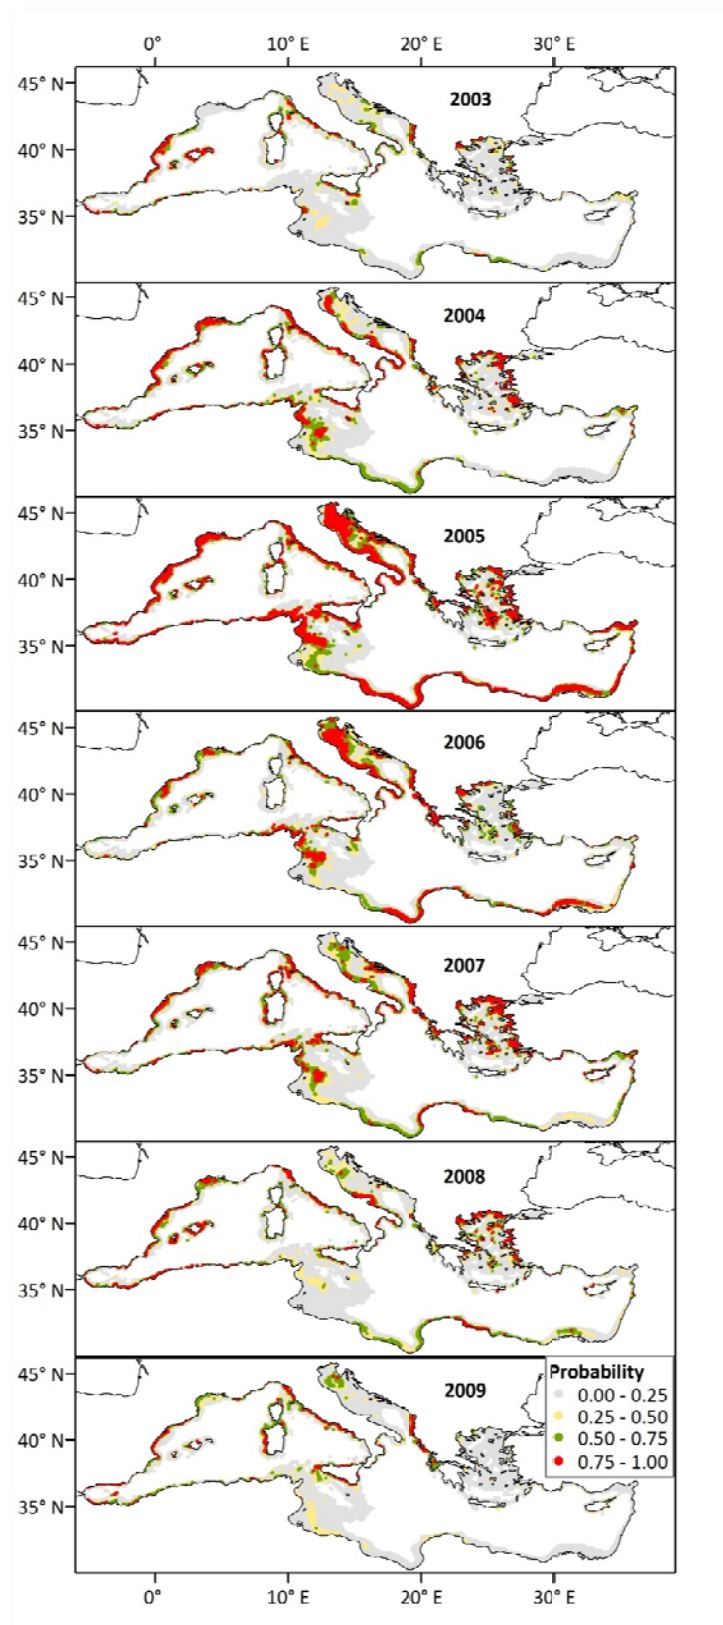 0° 10° E 20° E 30° E
45° N
2003
40° N
35° N
45° N
2004
40° N
35° N
45° N
2005
40° N
35° N
45° N
2006
40° N
35° N
45° N
2007
40° N
35° N
45° N
2008
40° N
35° N
45° N
2009
40° N
35° N
Probability
0.00 - 0.25
0.25 - 0.50
0.50 - 0.75
0.75 - 1.00
0° 10° E 20° E 30° E